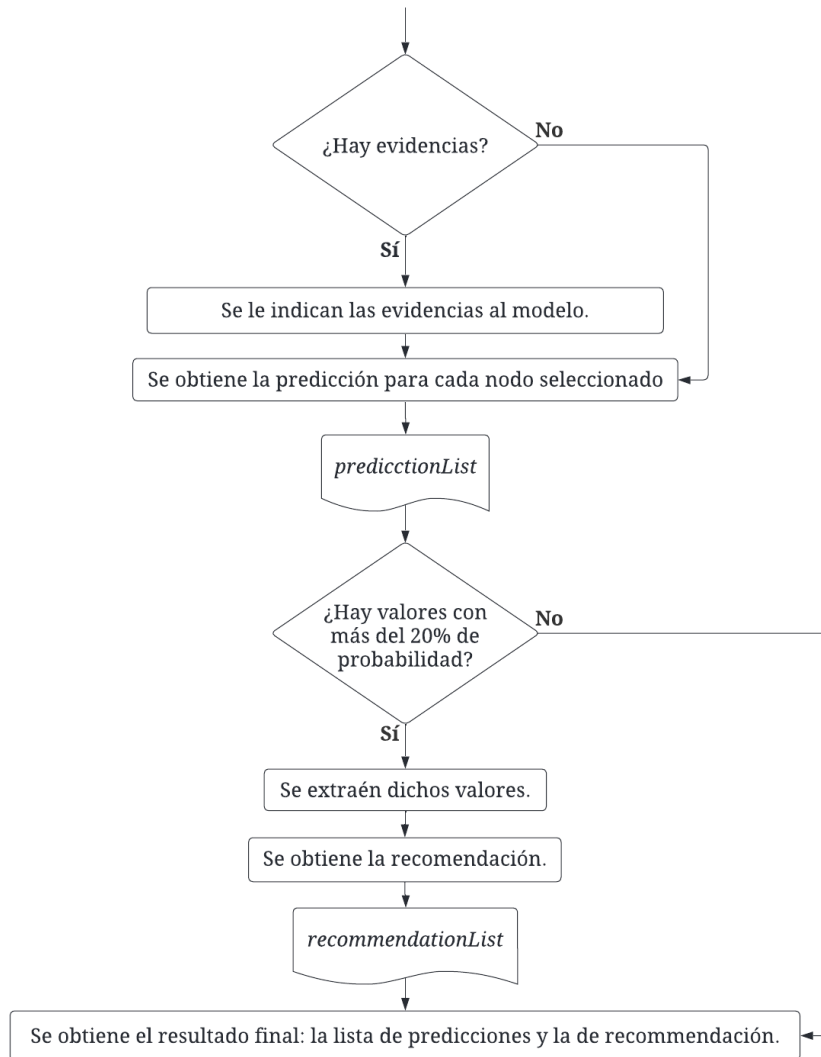 ¿Hay evidencias?
No
Sí
Se le indican las evidencias al modelo.
Se obtiene la predicción para cada nodo seleccionado
predicctionList
¿Hay valores con
más del 20% de
probabilidad?
No
Sí
Se extraén dichos valores.
Se obtiene la recomendación.
recommendationList
Se obtiene el resultado final: la lista de predicciones y la de recommendación.